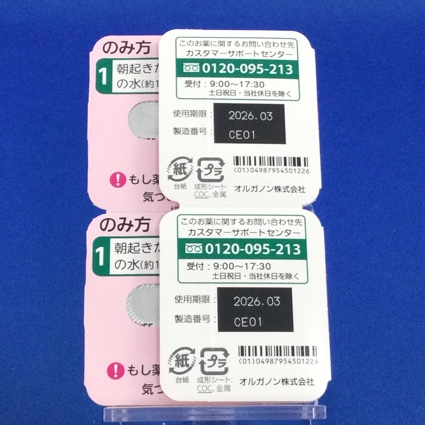 のみ方
1 朝起きた
の水(約1
！もし薬
気づ
このお薬に関するお問い合わせ先
カスタマーサポートセンター
0120-095-213
受付：9:00～17:30
土日祝日・当社休日を除く
使用期限： 2026.03
製造番号： CE01
(01)04987954501226
紙 プラ
台紙 成形シート:
COC, 金属
オルガノン株式会社
のみ方
1 朝起きた
の水(約1
！もし薬
気づ
このお薬に関するお問い合わせ先
カスタマーサポートセンター
0120-095-213
受付：9:00～17:30
土日祝日・当社休日を除く
使用期限： 2026.03
製造番号： CE01
(01)04987954501226
紙 プラ
台紙 成形シート:
COC, 金属
オルガノン株式会社